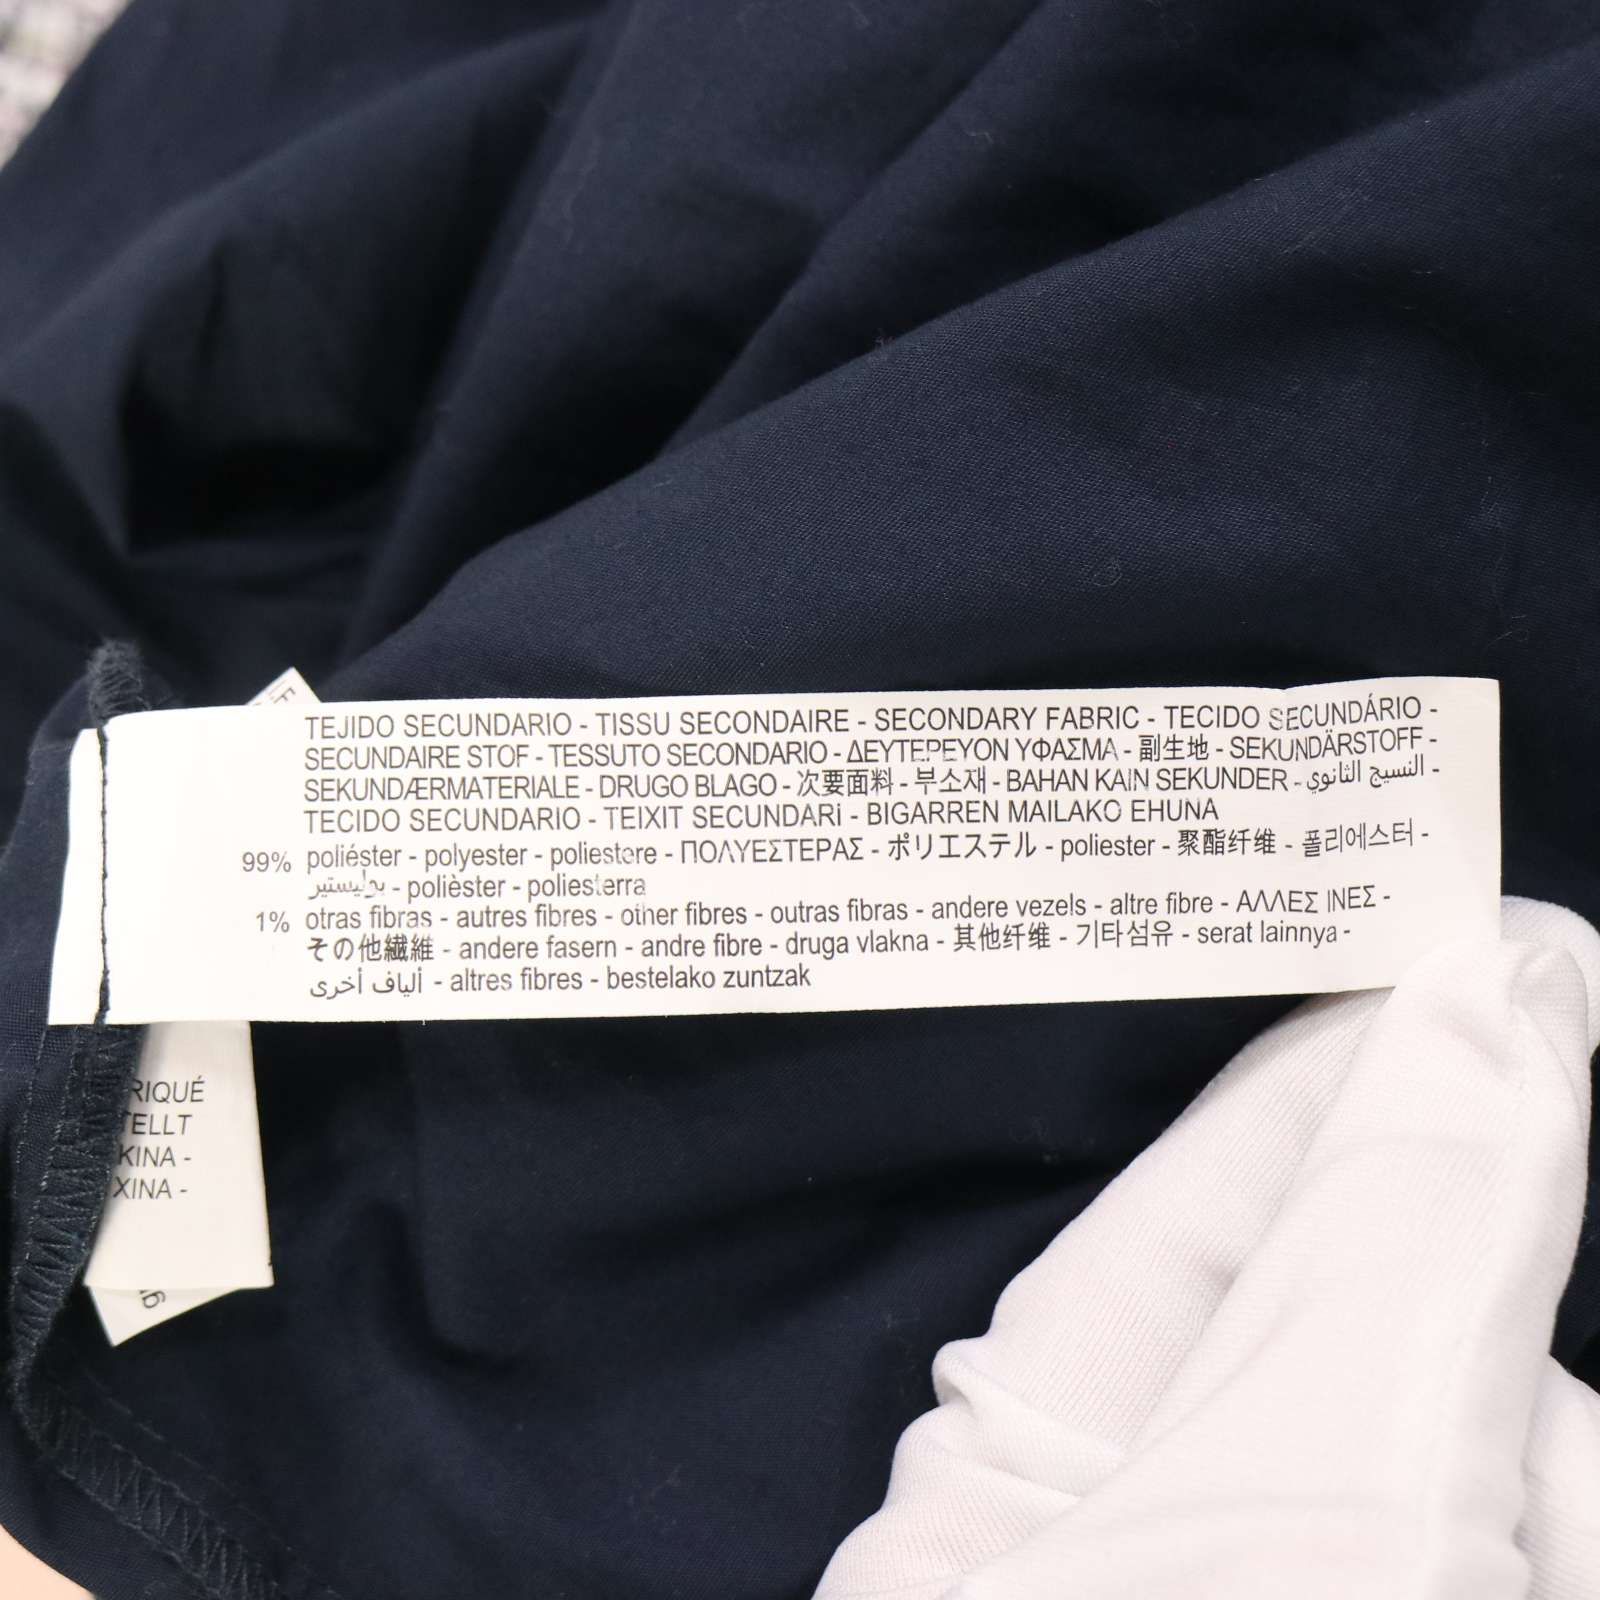 TEJIDO SECUNDARIO - TISSU SECONDAIRE - SECONDARY FABRIC - TECIDO SECUNDÁRIO -
SECUNDAIRE STOF - TESSUTO SECONDARIO - ΔΕΥΤΕΡΕΥΟΝ ΥΦΑΣΜΑ - 副生地 - SEKUNDÄRSTOFF -
SEKUNDÆRMATERIALE - DRUGO BLAGO - 次要面料 - 부소재 - BAHAN KAIN SEKUNDER - النسيج الثانوي -
TECIDO SECUNDARIO - TEIXIT SECUNDARI - BIGARREN MAILAKO EHUNA
99% poliéster - polyester - poliestere - ΠΟΛΥΕΣΤΕΡΑΣ - ポリエステル - poliester - 聚酯纤维 - 폴리에스터 -
بوليستير - polièster - poliesterra
1% otras fibras - autres fibres - other fibres - outras fibras - andere vezels - altre fibre - ΑΛΛΕΣ ΙΝΕΣ -
その他繊維 - andere fasern - andre fibre - druga vlakna - 其他纤维 - 기타섬유 - serat lainnya -
ألياف أخرى - altres fibres - bestelako zuntzak
RIQUÉ
TELLT
KINA -
XINA -